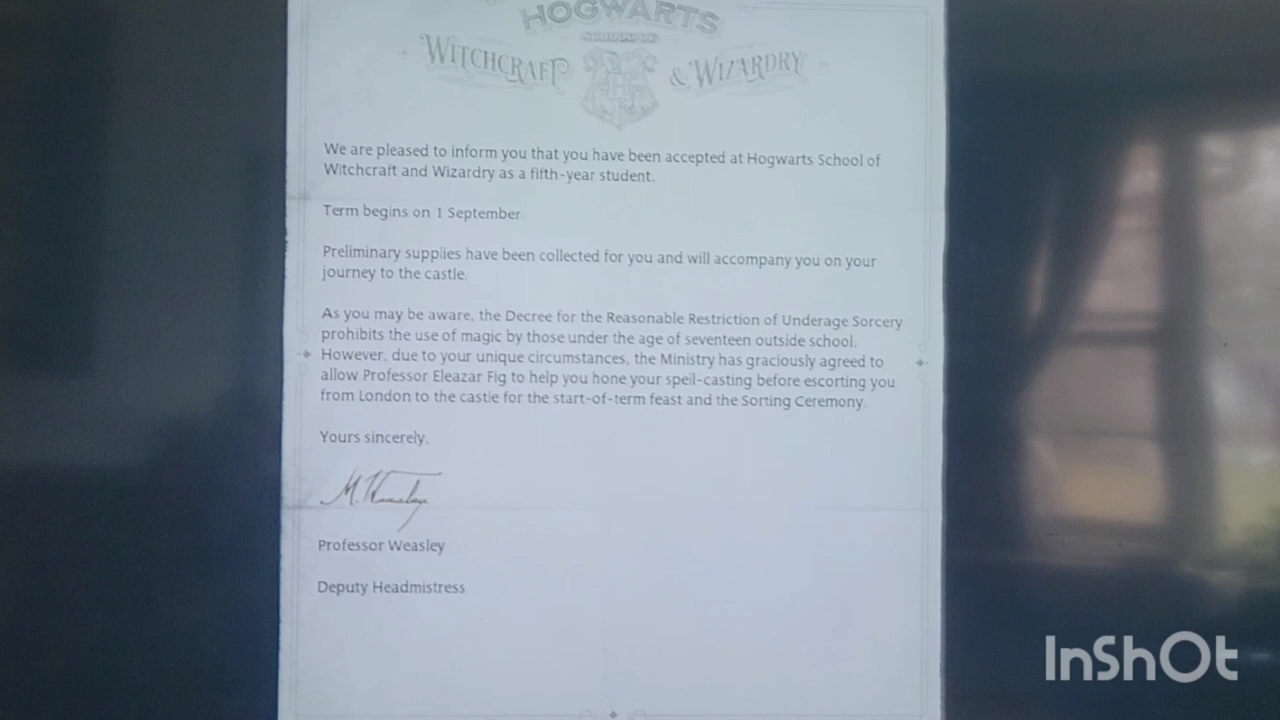 HOGWARTS
SCHOOL OF
WITCHCRAFT & WIZARDRY
H
We are pleased to inform you that you have been accepted at Hogwarts School of
Witchcraft and Wizardry as a fifth-year student.
Term begins on 1 September.
Preliminary supplies have been collected for you and will accompany you on your
journey to the castle.
As you may be aware, the Decree for the Reasonable Restriction of Underage Sorcery
prohibits the use of magic by those under the age of seventeen outside school.
However, due to your unique circumstances, the Ministry has graciously agreed to
allow Professor Eleazar Fig to help you hone your spell-casting before escorting you
from London to the castle for the start-of-term feast and the Sorting Ceremony.
Yours sincerely,
M. Weasley
Professor Weasley
Deputy Headmistress
InShOt